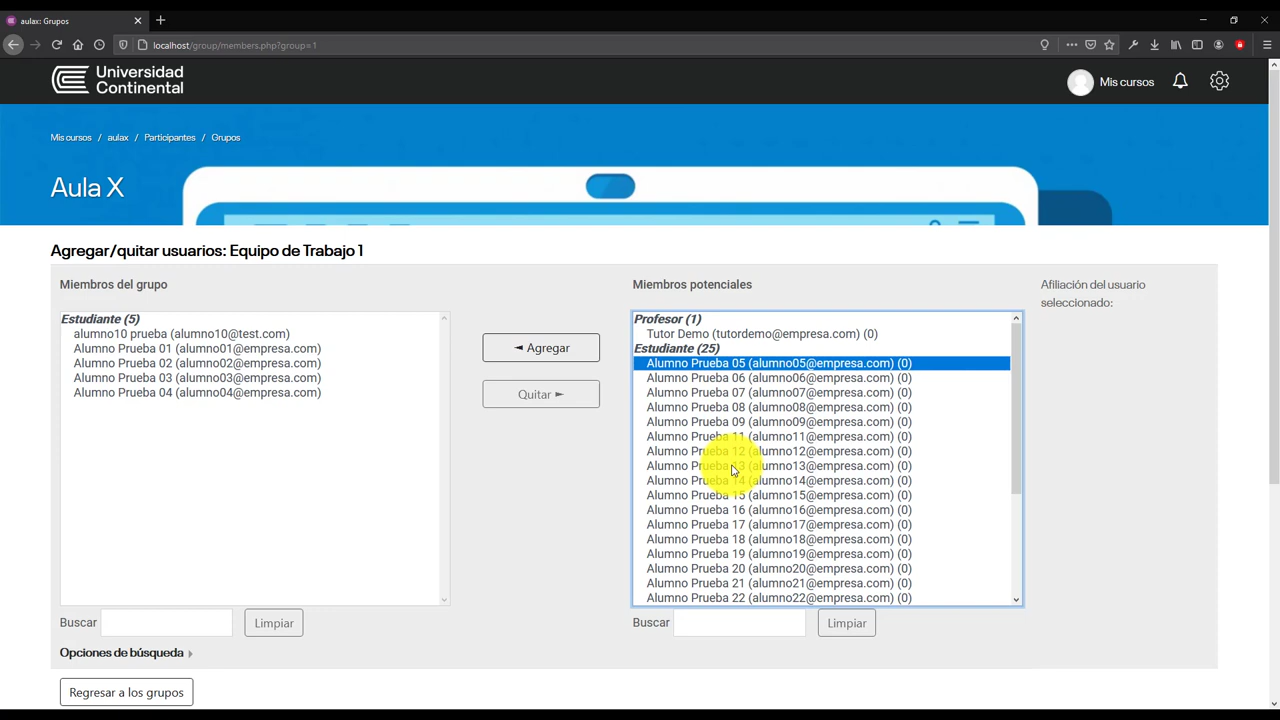 aulax: Grupos
localhost/group/members.php?group=1
Universidad
Continental
Mis cursos
Mis cursos / aulax / Participantes / Grupos
Aula X
Agregar/quitar usuarios: Equipo de Trabajo 1
Miembros del grupo
Estudiante (5)
alumno10 prueba (alumno10@test.com)
Alumno Prueba 01 (alumno01@empresa.com)
Alumno Prueba 02 (alumno02@empresa.com)
Alumno Prueba 03 (alumno03@empresa.com)
Alumno Prueba 04 (alumno04@empresa.com)
Buscar
Limpiar
Opciones de búsqueda
◄ Agregar
Quitar ►
Miembros potenciales
Profesor (1)
Tutor Demo (tutordemo@empresa.com) (0)
Estudiante (25)
Alumno Prueba 05 (alumno05@empresa.com) (0)
Alumno Prueba 06 (alumno06@empresa.com) (0)
Alumno Prueba 07 (alumno07@empresa.com) (0)
Alumno Prueba 08 (alumno08@empresa.com) (0)
Alumno Prueba 09 (alumno09@empresa.com) (0)
Alumno Prueba 11 (alumno11@empresa.com) (0)
Alumno Prueba 12 (alumno12@empresa.com) (0)
Alumno Prueba 13 (alumno13@empresa.com) (0)
Alumno Prueba 14 (alumno14@empresa.com) (0)
Alumno Prueba 15 (alumno15@empresa.com) (0)
Alumno Prueba 16 (alumno16@empresa.com) (0)
Alumno Prueba 17 (alumno17@empresa.com) (0)
Alumno Prueba 18 (alumno18@empresa.com) (0)
Alumno Prueba 19 (alumno19@empresa.com) (0)
Alumno Prueba 20 (alumno20@empresa.com) (0)
Alumno Prueba 21 (alumno21@empresa.com) (0)
Alumno Prueba 22 (alumno22@empresa.com) (0)
Buscar
Limpiar
Afiliación del usuario
seleccionado:
Regresar a los grupos